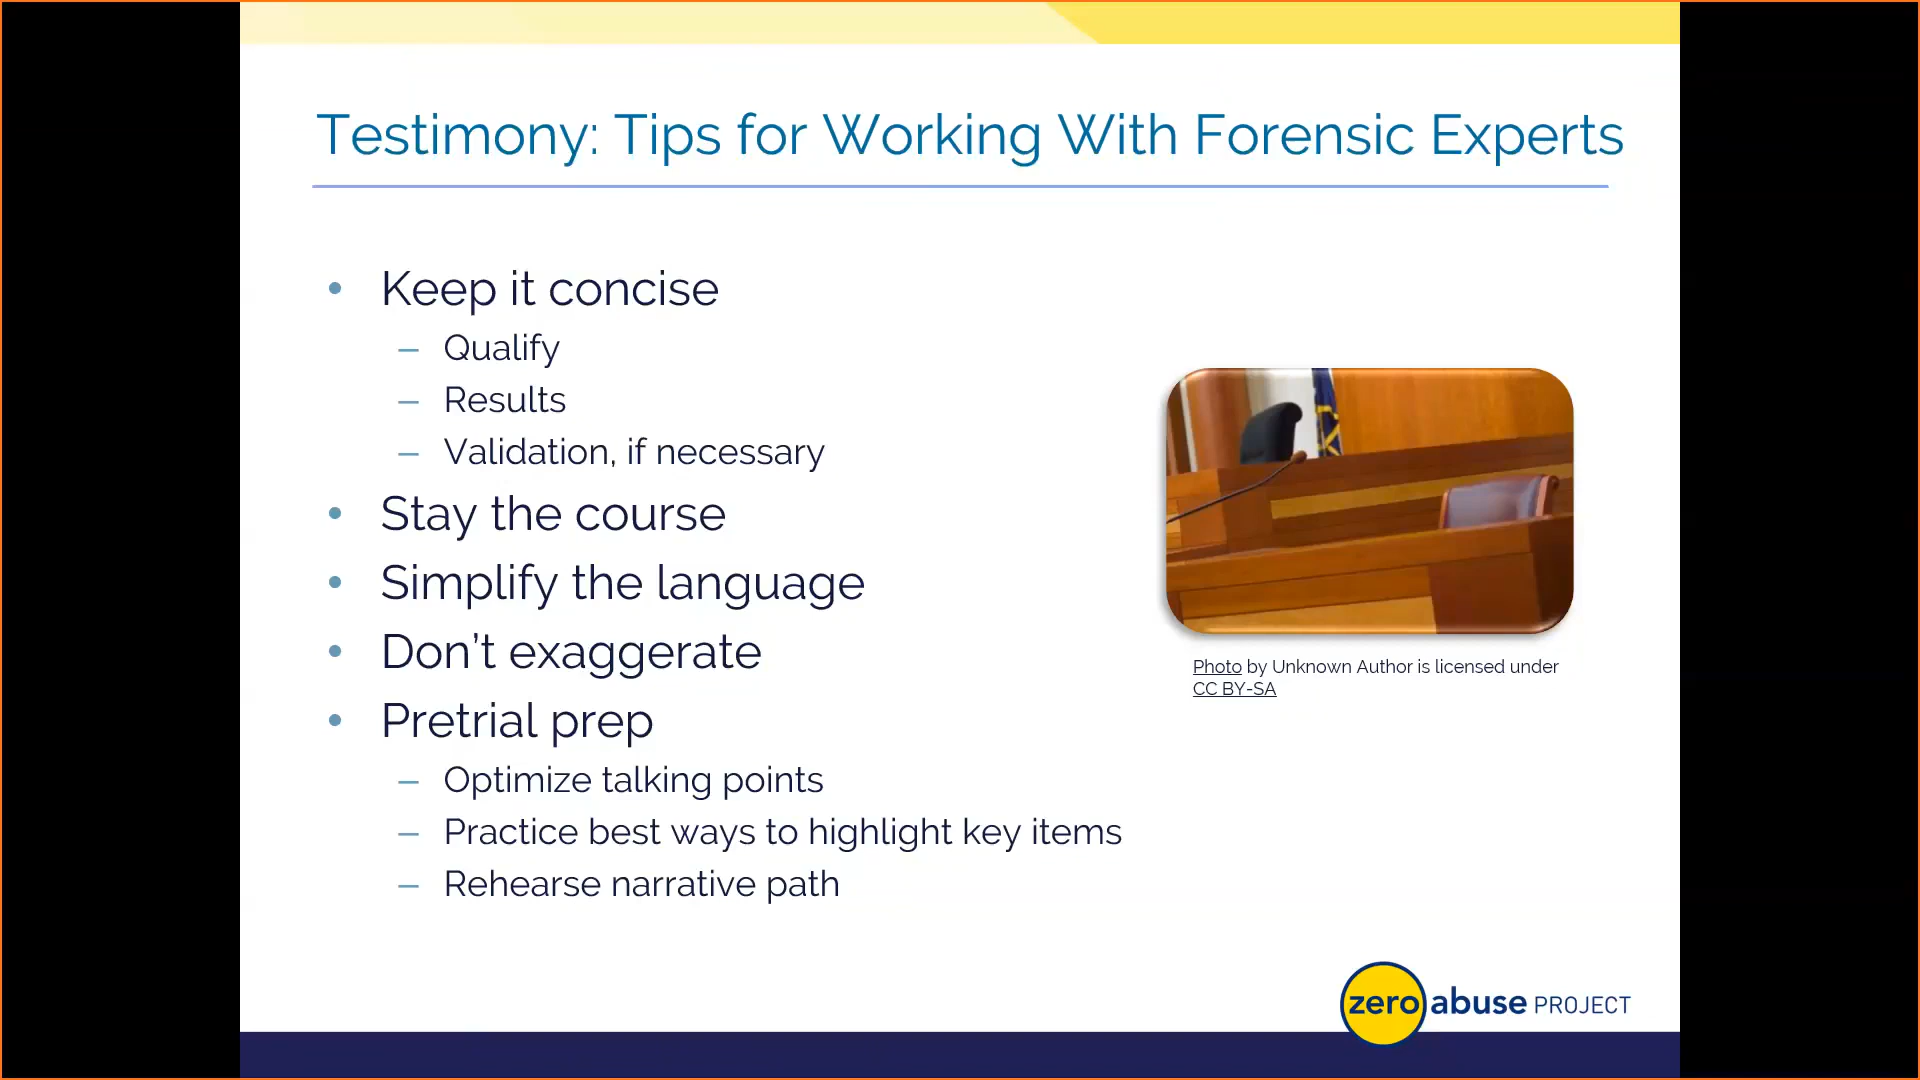 Testimony: Tips for Working With Forensic Experts
• Keep it concise
– Qualify
– Results
– Validation, if necessary
• Stay the course
• Simplify the language
• Don’t exaggerate
• Pretrial prep
– Optimize talking points
– Practice best ways to highlight key items
– Rehearse narrative path
Photo by Unknown Author is licensed under
CC BY-SA
zero abuse PROJECT